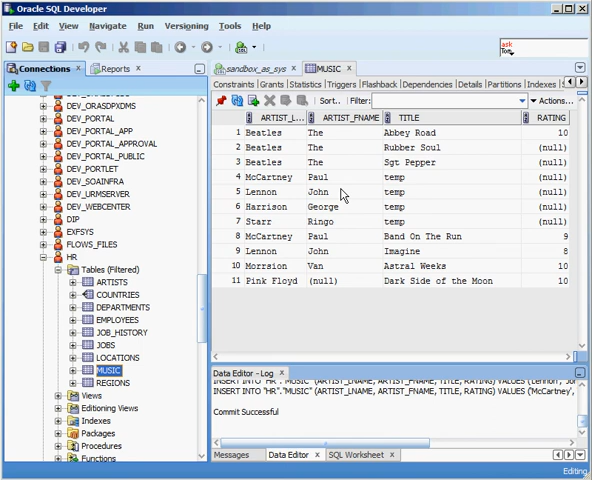 Oracle SQL Developer
File Edit View Navigate Run Versioning Tools Help
ask
Tom
Connections Reports
sandbox_as_sys MUSIC
Constraints Grants Statistics Triggers Flashback Dependencies Details Partitions Indexes
Sort.. Filter: Actions...
ARTIST_L... ARTIST_FNAME TITLE RATING
1 Beatles The Abbey Road 10
2 Beatles The Rubber Soul (null)
3 Beatles The Sgt Pepper (null)
4 McCartney Paul temp (null)
5 Lennon John temp (null)
6 Harrison George temp (null)
7 Starr Ringo temp (null)
8 McCartney Paul Band On The Run 9
9 Lennon John Imagine 8
10 Morrsion Van Astral Weeks 10
11 Pink Floyd (null) Dark Side of the Moon 10
DEV_ORASDPXDMS
DEV_PORTAL
DEV_PORTAL_APP
DEV_PORTAL_APPROVAL
DEV_PORTAL_PUBLIC
DEV_PORTLET
DEV_SOAINFRA
DEV_URMSERVER
DEV_WEBCENTER
DIP
EXFSYS
FLOWS_FILES
HR
Tables (Filtered)
ARTISTS
COUNTRIES
DEPARTMENTS
EMPLOYEES
JOB_HISTORY
JOBS
LOCATIONS
MUSIC
REGIONS
Views
Editioning Views
Indexes
Packages
Procedures
Functions
Data Editor - Log
INSERT INTO "HR"."MUSIC" (ARTIST_LNAME, ARTIST_FNAME, TITLE, RATING) VALUES ('Lennon',
INSERT INTO "HR"."MUSIC" (ARTIST_LNAME, ARTIST_FNAME, TITLE, RATING) VALUES ('McCartney',
Commit Successful
Messages Data Editor SQL Worksheet
Editing